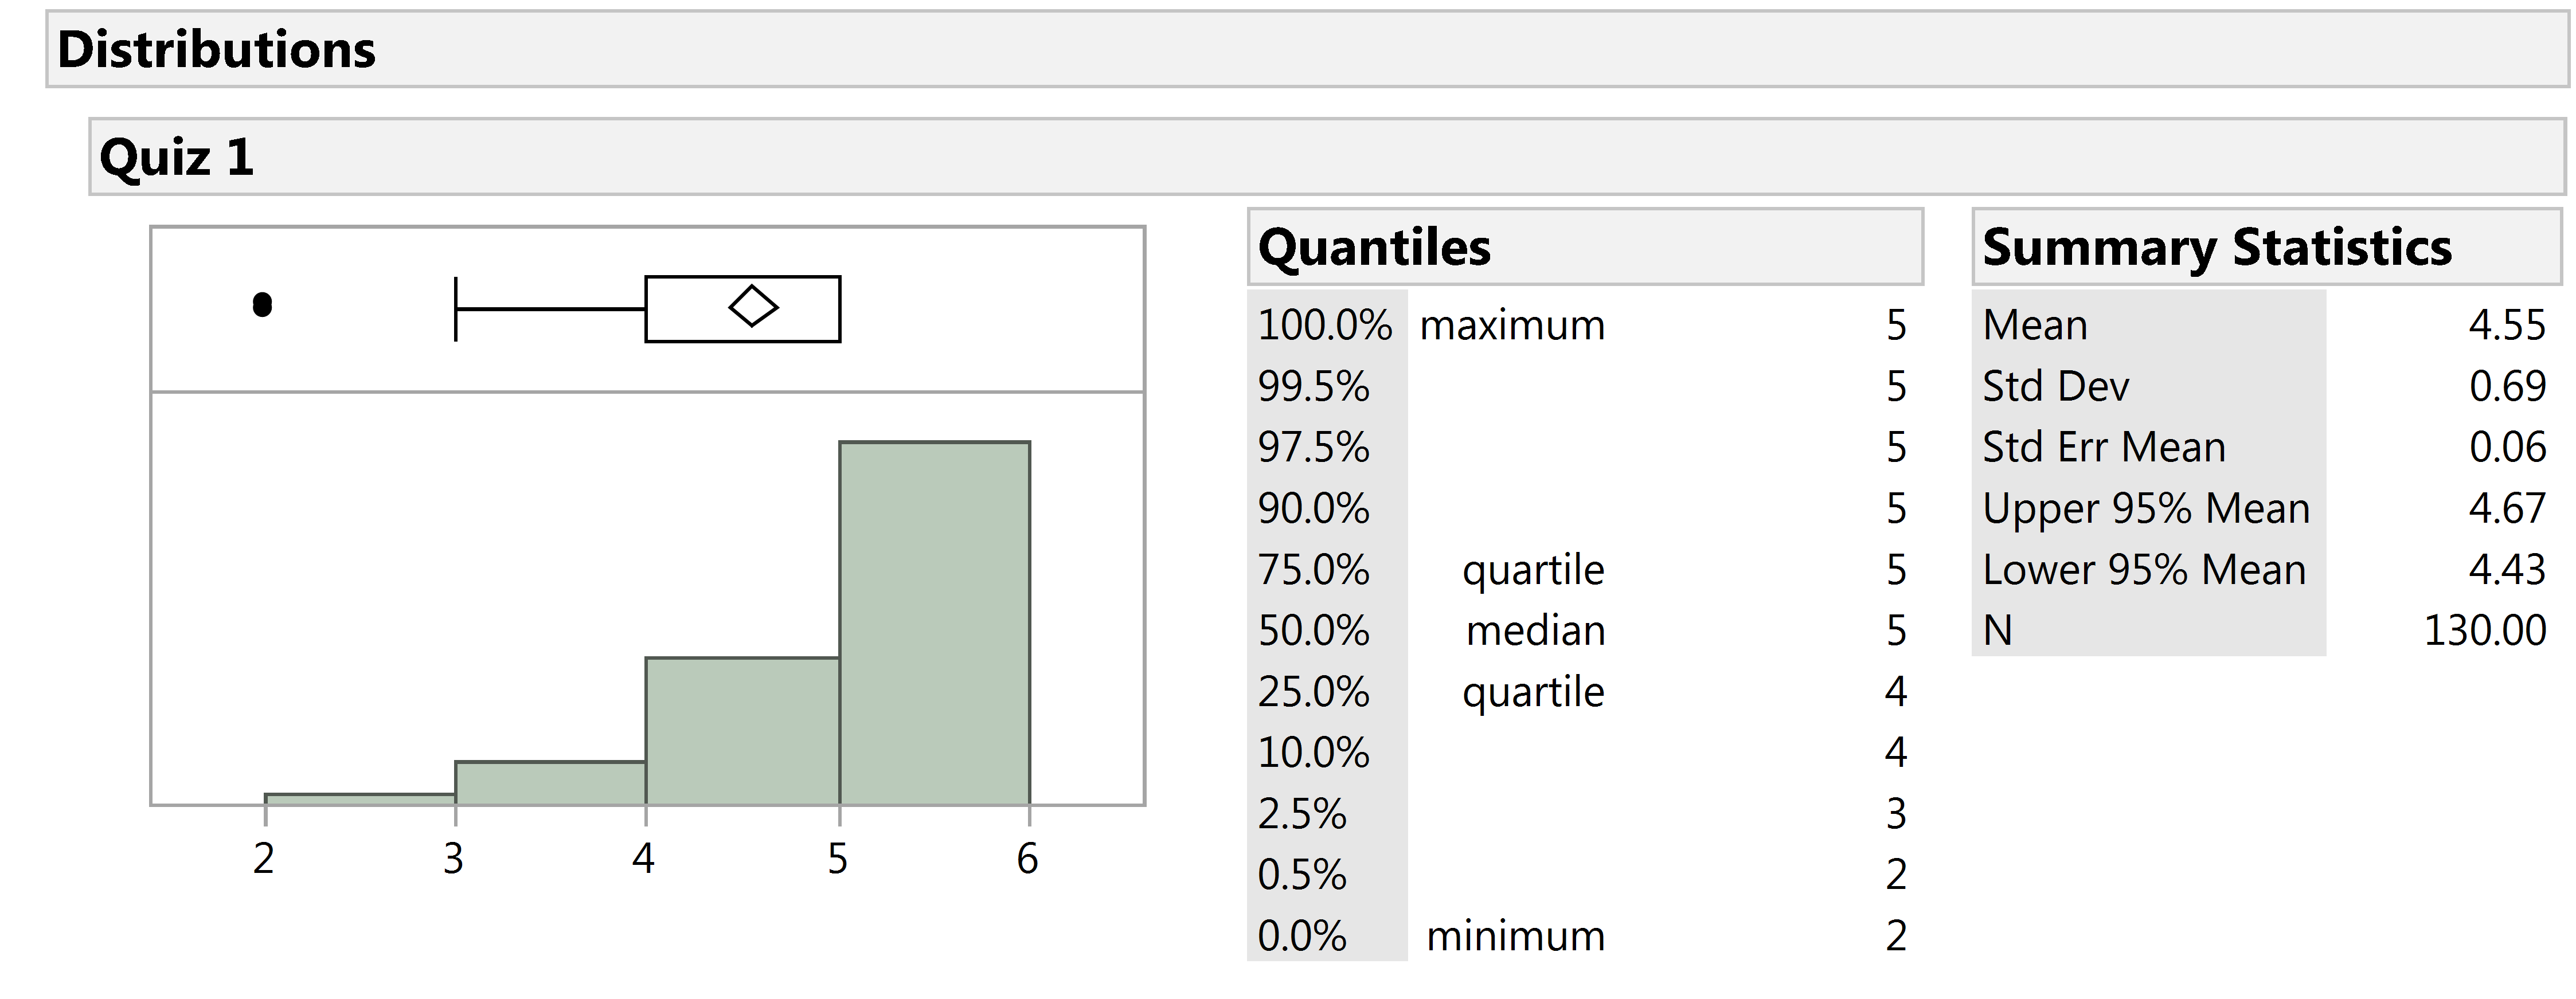 Distributions
Quiz 1
2 3 4 5 6
Quantiles
100.0% maximum 5
99.5% 5
97.5% 5
90.0% 5
75.0% quartile 5
50.0% median 5
25.0% quartile 4
10.0% 4
2.5% 3
0.5% 2
0.0% minimum 2
Summary Statistics
Mean 4.55
Std Dev 0.69
Std Err Mean 0.06
Upper 95% Mean 4.67
Lower 95% Mean 4.43
N 130.00